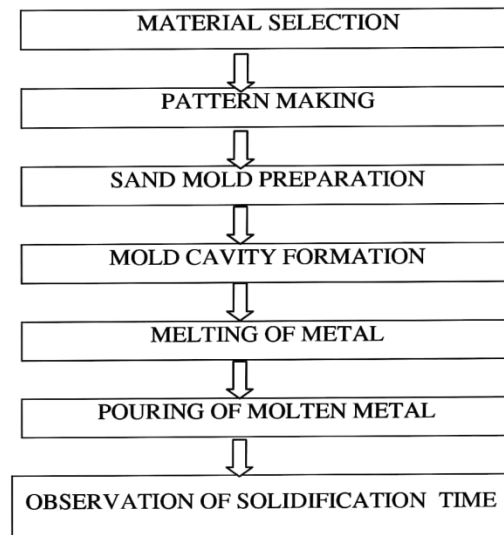 MATERIAL SELECTION
PATTERN MAKING
SAND MOLD PREPARATION
MOLD CAVITY FORMATION
MELTING OF METAL
POURING OF MOLTEN METAL
OBSERVATION OF SOLIDIFICATION TIME